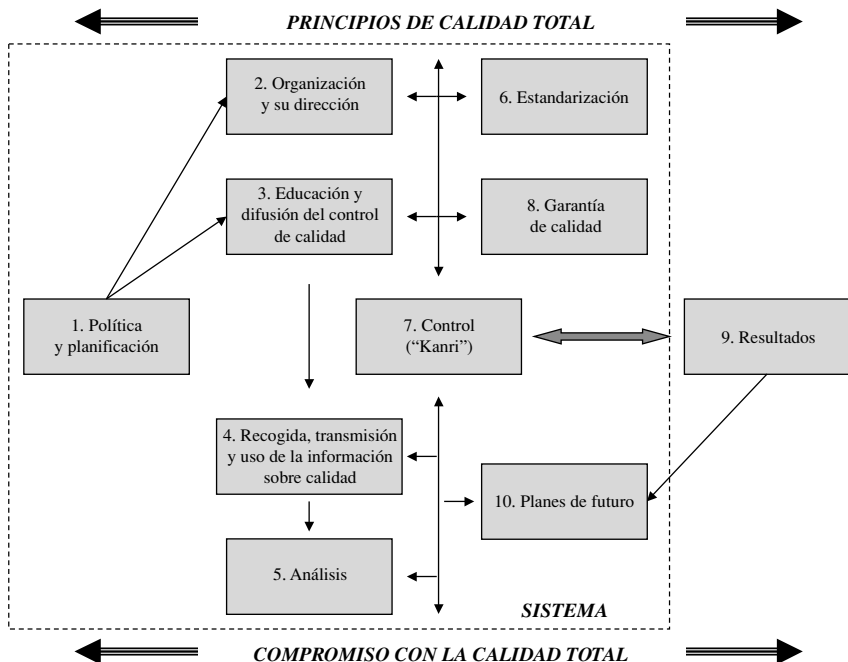 PRINCIPIOS DE CALIDAD TOTAL
2. Organización
y su dirección
6. Estandarización
3. Educación y
difusión del control
de calidad
8. Garantía
de calidad
1. Política
y planificación
7. Control
(“Kanri”)
9. Resultados
4. Recogida, transmisión
y uso de la información
sobre calidad
10. Planes de futuro
5. Análisis
SISTEMA
COMPROMISO CON LA CALIDAD TOTAL